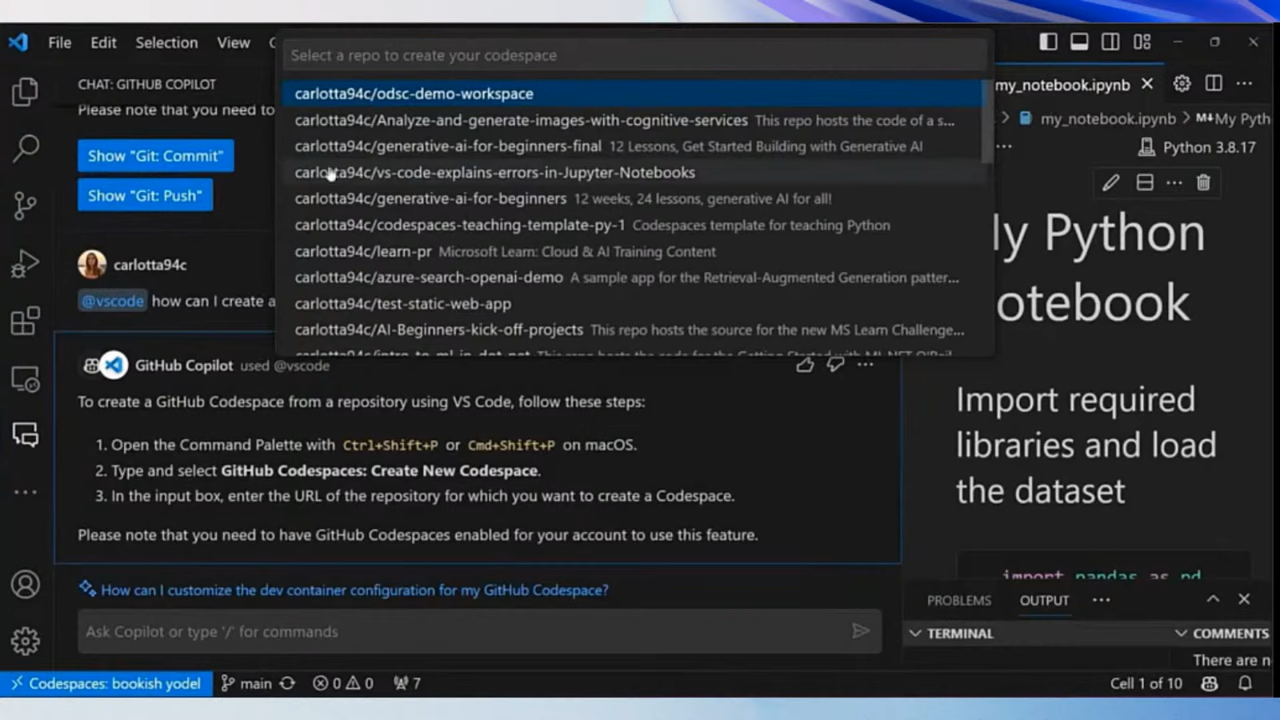 File Edit Selection View
Select a repo to create your codespace
carlotta94c/odsc-demo-workspace
carlotta94c/Analyze-and-generate-images-with-cognitive-services This repo hosts the code of a s...
carlotta94c/generative-ai-for-beginners-final 12 Lessons, Get Started Building with Generative AI
carlotta94c/vs-code-explains-errors-in-Jupyter-Notebooks
carlotta94c/generative-ai-for-beginners 12 weeks, 24 lessons, generative AI for all!
carlotta94c/codespaces-teaching-template-py-1 Codespaces template for teaching Python
carlotta94c/learn-pr Microsoft Learn: Cloud & AI Training Content
carlotta94c/azure-search-openai-demo A sample app for the Retrieval-Augmented Generation patter...
carlotta94c/test-static-web-app
carlotta94c/AI-Beginners-kick-off-projects This repo hosts the source for the new MS Learn Challenge...
CHAT: GITHUB COPILOT
Please note that you need to
Show "Git: Commit"
Show "Git: Push"
carlotta94c
@vscode how can I create a
GitHub Copilot used @vscode
To create a GitHub Codespace from a repository using VS Code, follow these steps:
1. Open the Command Palette with Ctrl+Shift+P or Cmd+Shift+P on macOS.
2. Type and select GitHub Codespaces: Create New Codespace.
3. In the input box, enter the URL of the repository for which you want to create a Codespace.
Please note that you need to have GitHub Codespaces enabled for your account to use this feature.
How can I customize the dev container configuration for my GitHub Codespace?
Ask Copilot or type '/' for commands
my_notebook.ipynb
my_notebook.ipynb > M↓My Pyth
Python 3.8.17
My Python
otebook
Import required
libraries and load
the dataset
import pandas as pd
PROBLEMS OUTPUT ...
TERMINAL
COMMENTS
There are n
Codespaces: bookish yodel main 0 0 7
Cell 1 of 10